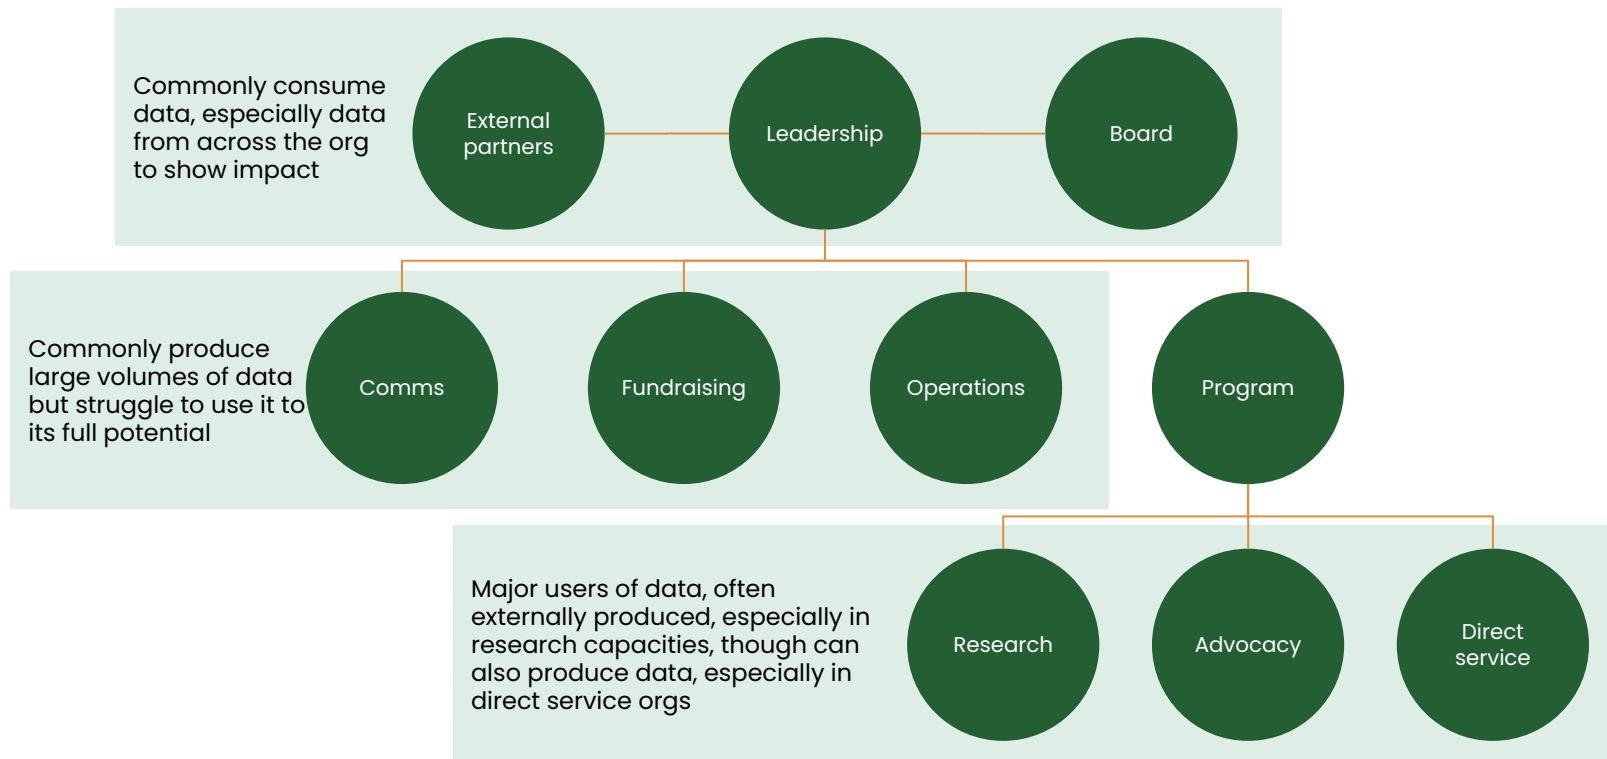 Commonly consume
data, especially data
from across the org
to show impact
External
partners
Leadership
Board
Commonly produce
large volumes of data
but struggle to use it to
its full potential
Comms
Fundraising
Operations
Program
Major users of data, often
externally produced, especially in
research capacities, though can
also produce data, especially in
direct service orgs
Research
Advocacy
Direct
service